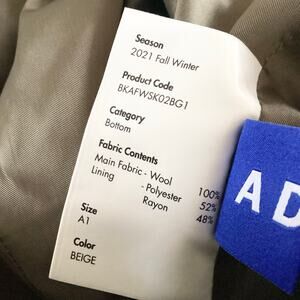 Season
2021 Fall Winter
Product Code
BKAFWSK02BG1
Category
Bottom
Fabric Contents
Main Fabric - Wool 100%
Lining - Polyester 52%
Rayon 48%
Size
A1
Color
BEIGE
AD